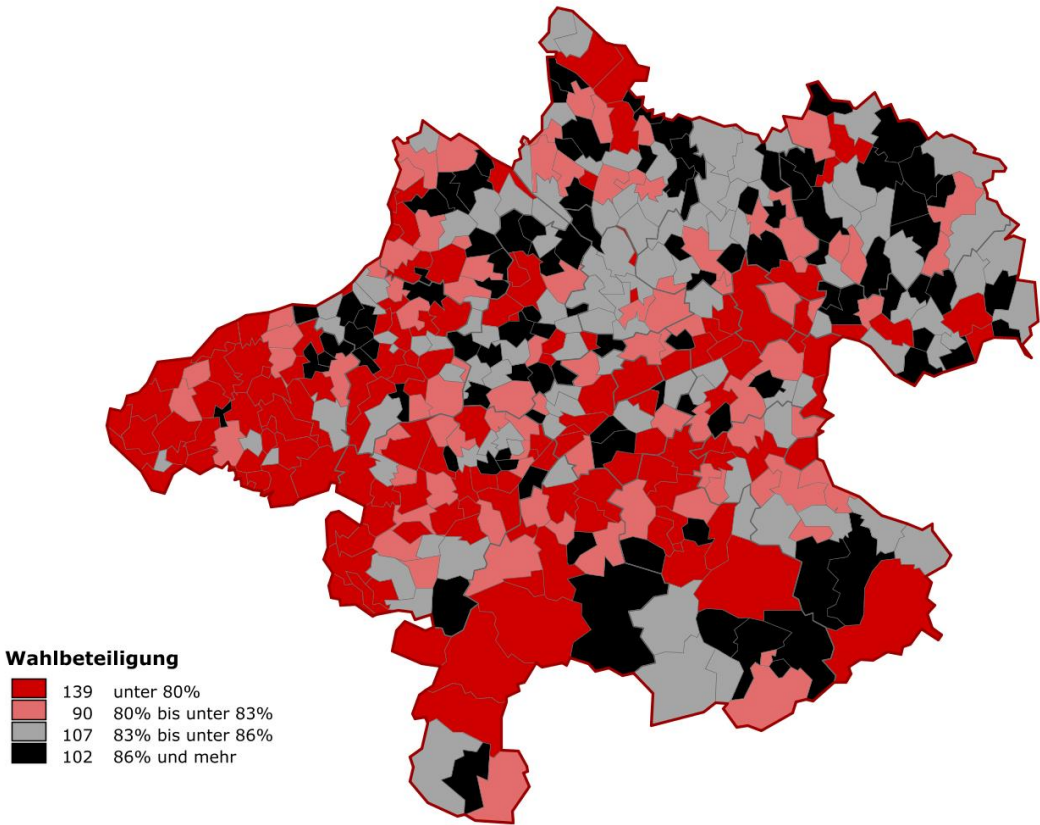 Wahlbeteiligung
139 unter 80%
90 80% bis unter 83%
107 83% bis unter 86%
102 86% und mehr